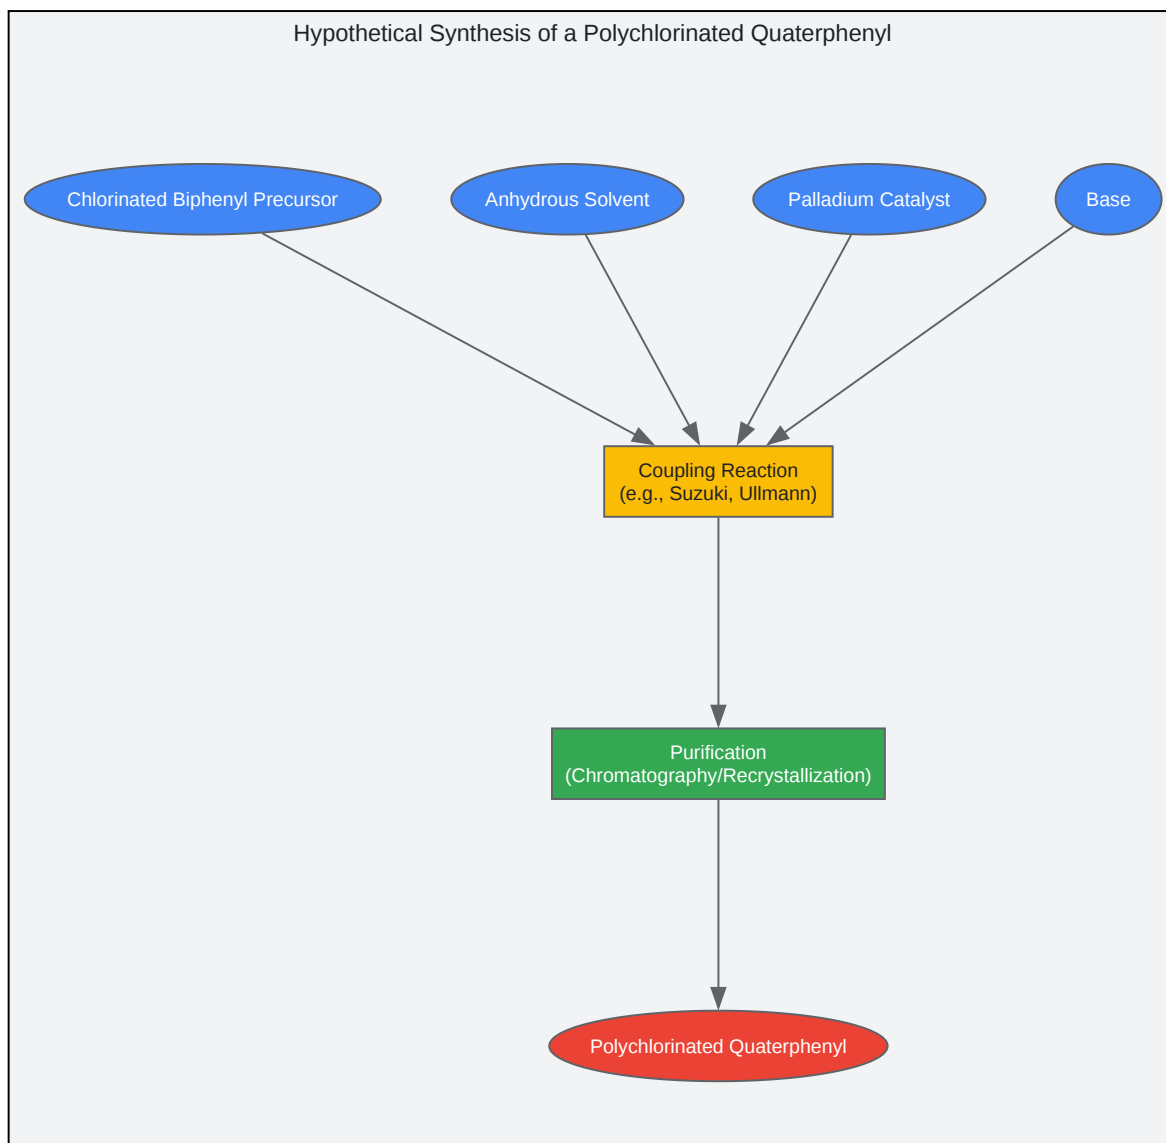 Hypothetical Synthesis of a Polychlorinated Quaterphenyl
Chlorinated Biphenyl Precursor
Anhydrous Solvent
Palladium Catalyst
Base
Coupling Reaction
(e.g., Suzuki, Ullmann)
Purification
(Chromatography/Recrystallization)
Polychlorinated Quaterphenyl